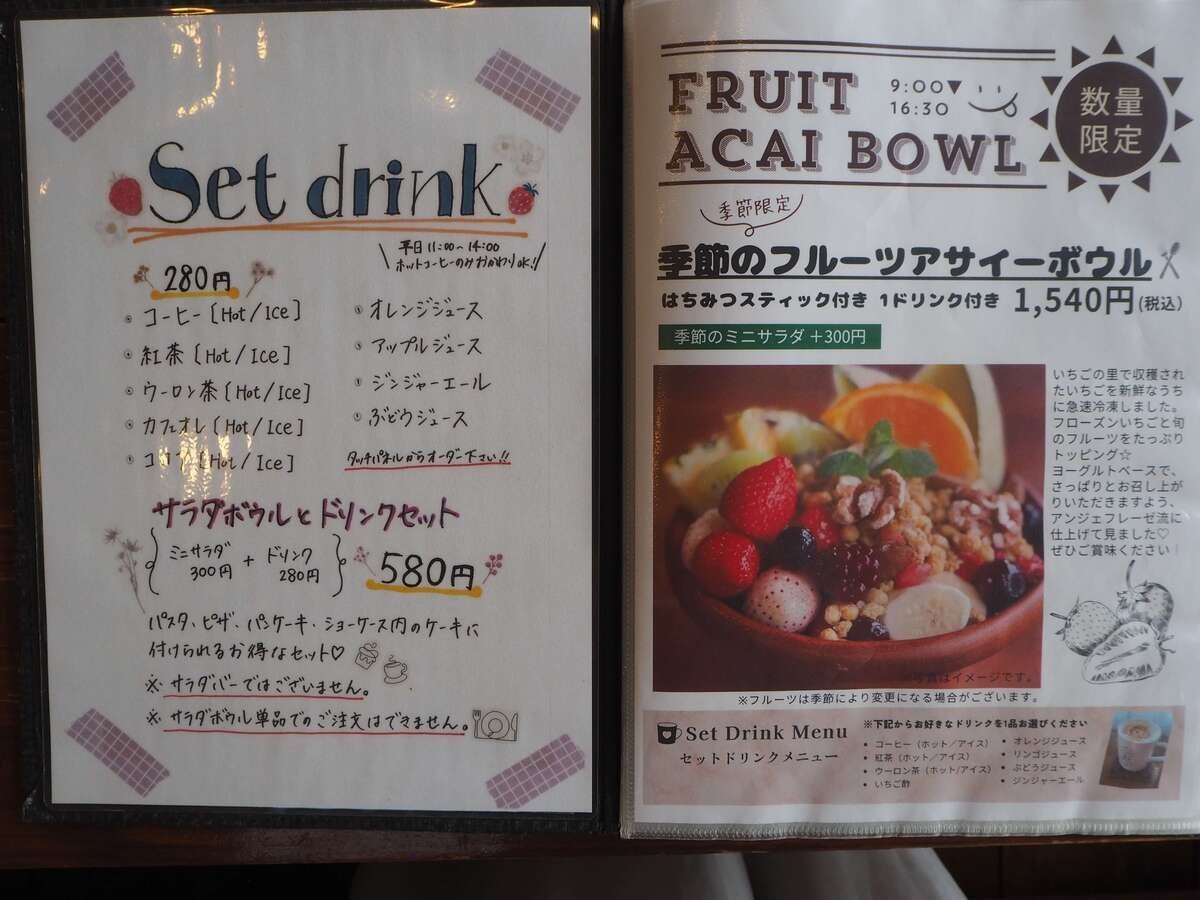 Set drink
平日 11:00〜14:00
ホットコーヒーのみおかわりOK!!
280円
コーヒー [Hot/Ice]
紅茶 [Hot/Ice]
ウーロン茶 [Hot/Ice]
カフェオレ [Hot/Ice]
ココア [Hot/Ice]
オレンジジュース
アップルジュース
ジンジャーエール
ぶどうジュース
タッチパネルからオーダー下さい!!
サラダボウルとドリンクセット
ミニサラダ 300円 + ドリンク 280円
580円
パスタ・ピザ・パンケーキ・ショーケース内のケーキに
付けられるお得なセット♡
※ サラダバーではございません。
※ サラダボウル単品でのご注文はできません。
FRUIT
ACAI BOWL
9:00▼
16:30
数量
限定
季節限定
季節のフルーツアサイーボウル
はちみつスティック付き 1ドリンク付き 1,540円(税込)
季節のミニサラダ +300円
いちごの里で収穫され
たいちごを新鮮なうち
に急速冷凍しました。
フローズンいちごと旬
のフルーツをたっぷり
トッピング☆
ヨーグルトベースで、
さっぱりとお召し上が
りいただきますよう、
アンジェフレーゼ流に
仕上げて見ました♡
ぜひご賞味ください!
※写真はイメージです。
※フルーツは季節により変更になる場合がございます。
Set Drink Menu
セットドリンクメニュー
※下記からお好きなドリンクを1品お選びください
• コーヒー（ホット／アイス）
• 紅茶（ホット／アイス）
• ウーロン茶（ホット/アイス）
• いちご酢
• オレンジジュース
• リンゴジュース
• ぶどうジュース
• ジンジャーエール